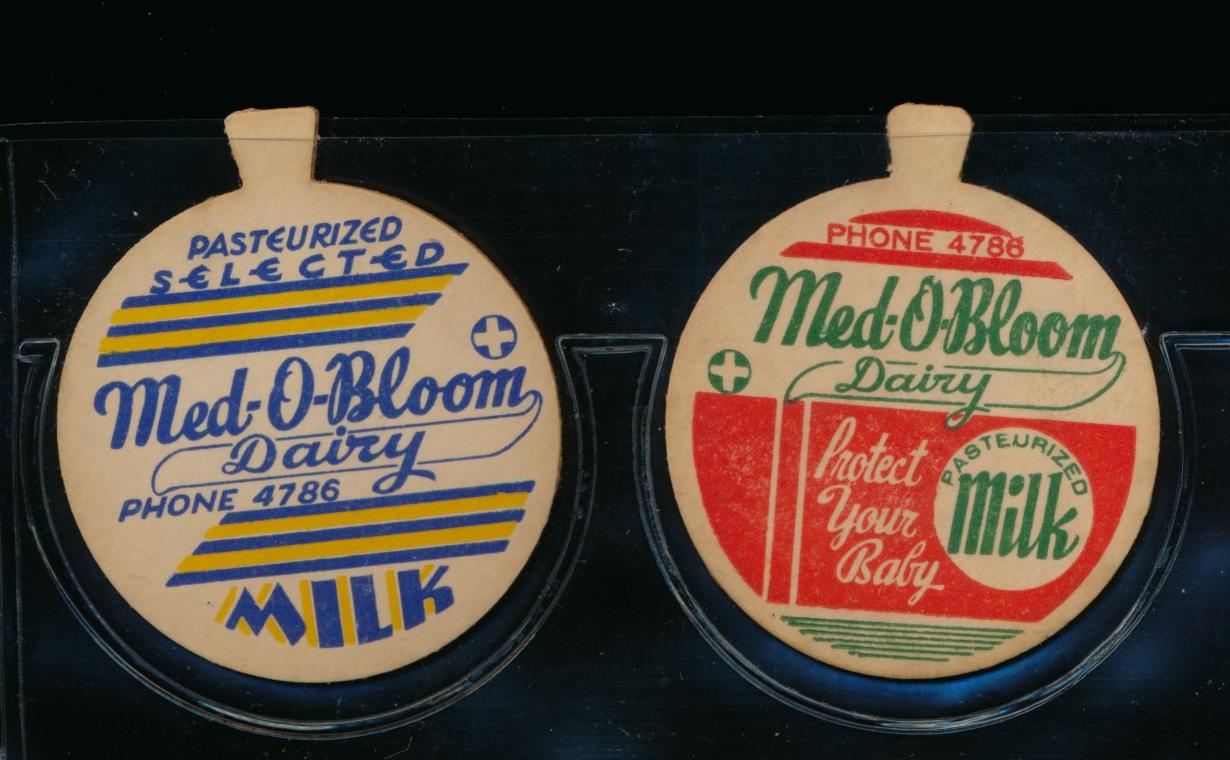 PASTEURIZED
SELECTED
Med-O-Bloom
Dairy
PHONE 4786
MILK
PHONE 4786
Med-O-Bloom
Dairy
Protect
Your
Baby
PASTEURIZED
Milk